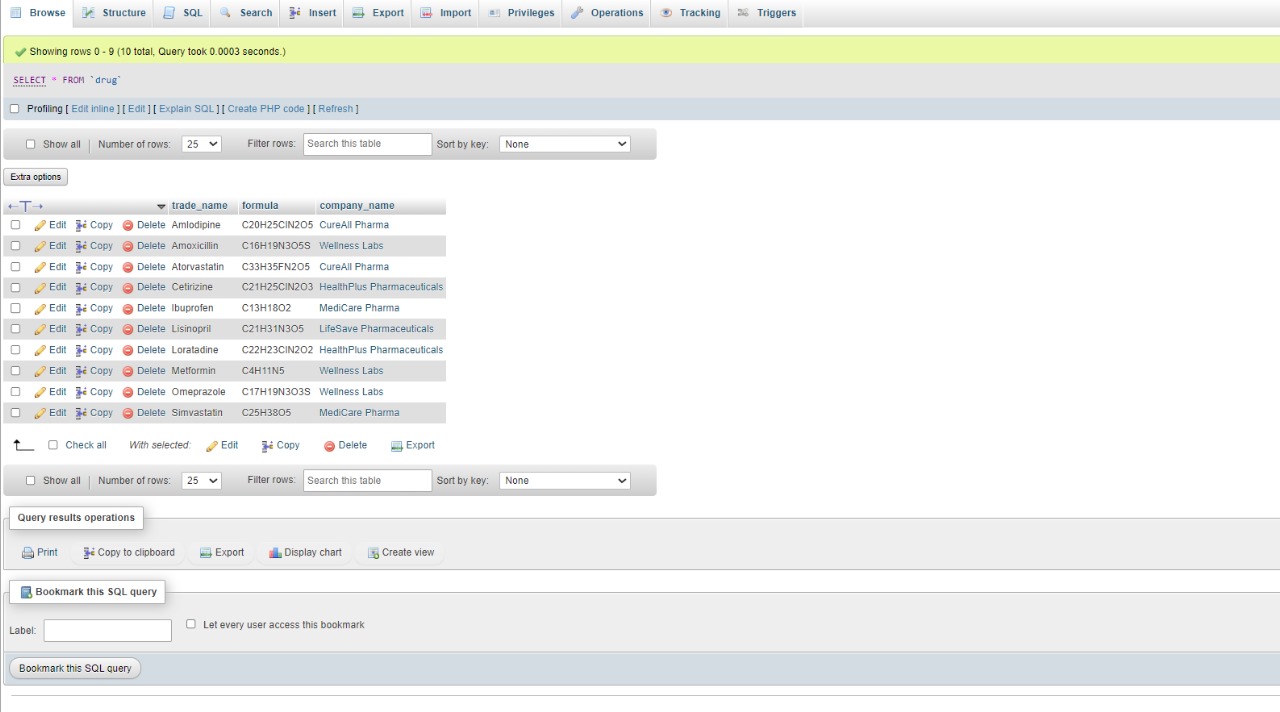 Browse Structure SQL Search Insert Export Import Privileges Operations Tracking Triggers
Showing rows 0 - 9 (10 total, Query took 0.0003 seconds.)
SELECT * FROM `drug`
Profiling [ Edit inline ] [ Edit ] [ Explain SQL ] [ Create PHP code ] [ Refresh ]
Show all | Number of rows: 25 Filter rows: Search this table Sort by key: None
Extra options
←T→ trade_name formula company_name
Edit Copy Delete Amlodipine C20H25ClN2O5 CureAll Pharma
Edit Copy Delete Amoxicillin C16H19N3O5S Wellness Labs
Edit Copy Delete Atorvastatin C33H35FN2O5 CureAll Pharma
Edit Copy Delete Cetirizine C21H25ClN2O3 HealthPlus Pharmaceuticals
Edit Copy Delete Ibuprofen C13H18O2 MediCare Pharma
Edit Copy Delete Lisinopril C21H31N3O5 LifeSave Pharmaceuticals
Edit Copy Delete Loratadine C22H23ClN2O2 HealthPlus Pharmaceuticals
Edit Copy Delete Metformin C4H11N5 Wellness Labs
Edit Copy Delete Omeprazole C17H19N3O3S Wellness Labs
Edit Copy Delete Simvastatin C25H38O5 MediCare Pharma
Check all With selected: Edit Copy Delete Export
Show all | Number of rows: 25 Filter rows: Search this table Sort by key: None
Query results operations
Print Copy to clipboard Export Display chart Create view
Bookmark this SQL query
Label: Let every user access this bookmark
Bookmark this SQL query